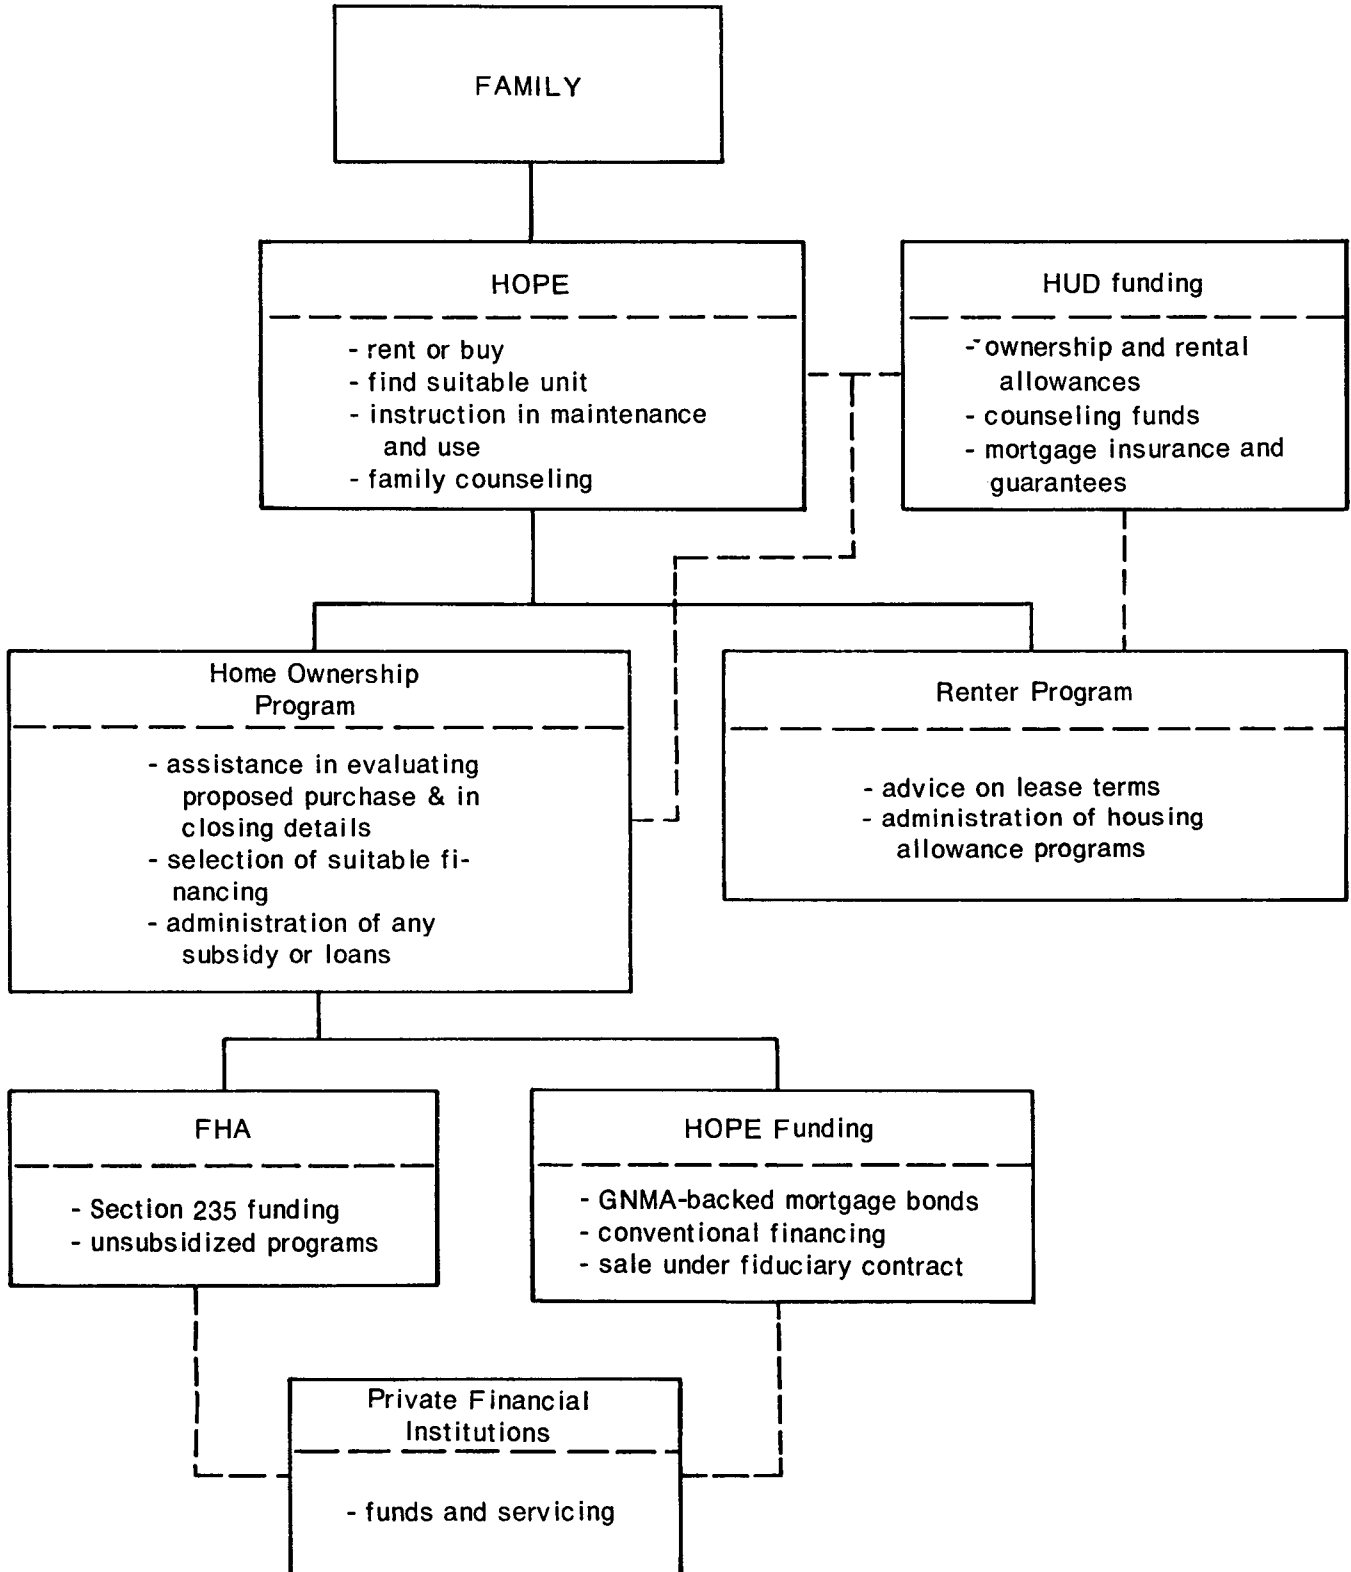 FAMILY
HOPE
- rent or buy
- find suitable unit
- instruction in maintenance
and use
- family counseling
HUD funding
- ownership and rental
allowances
- counseling funds
- mortgage insurance and
guarantees
Home Ownership
Program
- assistance in evaluating
proposed purchase & in
closing details
- selection of suitable fi-
nancing
- administration of any
subsidy or loans
Renter Program
- advice on lease terms
- administration of housing
allowance programs
FHA
- Section 235 funding
- unsubsidized programs
HOPE Funding
- GNMA-backed mortgage bonds
- conventional financing
- sale under fiduciary contract
Private Financial
Institutions
- funds and servicing